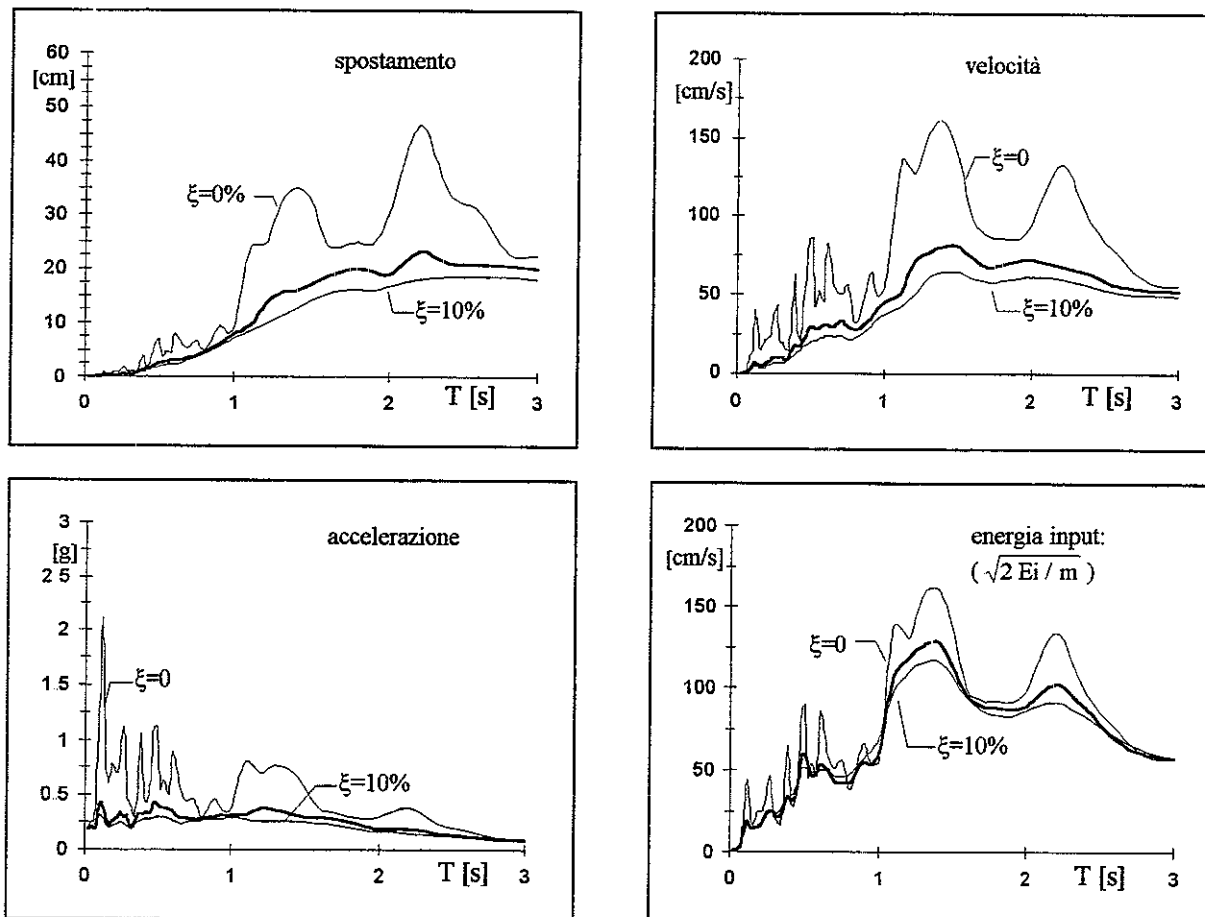 spostamento
60
[cm]
50
40
30
20
10
0
ξ=0%
ξ=10%
0 1 2 T [s] 3
velocità
200
[cm/s]
150
100
50
0
ξ=0
ξ=10%
0 1 2 T [s] 3
accelerazione
3
[g]
2 5
2
1.5
1
0.5
0
ξ=0
ξ=10%
0 1 2 T [s] 3
energia input:
( √2 Ei / m )
200
[cm/s]
150
100
50
0
ξ=0
ξ=10%
0 1 2 T [s] 3